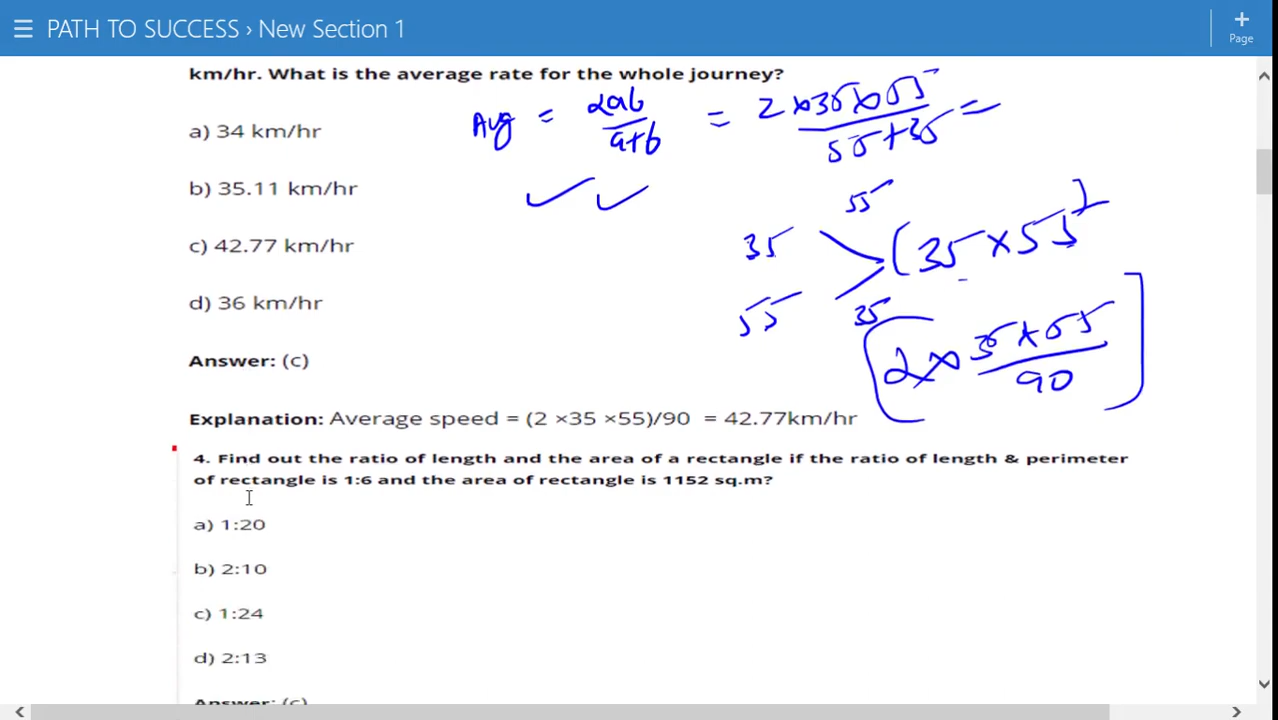 PATH TO SUCCESS › New Section 1
Page
km/hr. What is the average rate for the whole journey?
Avg = 2ab / a+b = 2×35×55 / 55+35 =
a) 34 km/hr
b) 35.11 km/hr
55
35 (35×55
c) 42.77 km/hr
d) 36 km/hr
55 35
2× 35×55 / 90
Answer: (c)
Explanation: Average speed = (2 ×35 ×55)/90 = 42.77km/hr
4. Find out the ratio of length and the area of a rectangle if the ratio of length & perimeter
of rectangle is 1:6 and the area of rectangle is 1152 sq.m?
a) 1:20
b) 2:10
c) 1:24
d) 2:13
Answer: (c)